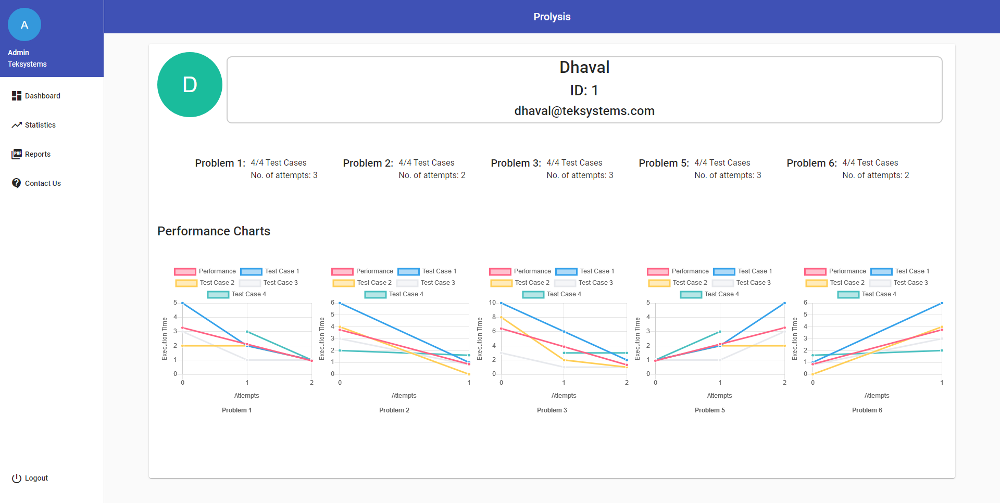 A
Admin
Teksystems
Dashboard
Statistics
PDF
Reports
?
Contact Us
Logout
Prolysis
D
Dhaval
ID: 1
dhaval@teksystems.com
Problem 1: 4/4 Test Cases
No. of attempts: 3
Problem 2: 4/4 Test Cases
No. of attempts: 2
Problem 3: 4/4 Test Cases
No. of attempts: 3
Problem 5: 4/4 Test Cases
No. of attempts: 3
Problem 6: 4/4 Test Cases
No. of attempts: 2
Performance Charts
Performance Test Case 1
Test Case 2 Test Case 3
Test Case 4
Execution Time
5
4
3
2
1
0
0 1 2
Attempts
Problem 1
Performance Test Case 1
Test Case 2 Test Case 3
Test Case 4
Execution Time
6
5
4
3
2
1
0
0 1
Attempts
Problem 2
Performance Test Case 1
Test Case 2 Test Case 3
Test Case 4
Execution Time
10
8
6
4
2
0
0 1 2
Attempts
Problem 3
Performance Test Case 1
Test Case 2 Test Case 3
Test Case 4
Execution Time
5
4
3
2
1
0
0 1 2
Attempts
Problem 5
Performance Test Case 1
Test Case 2 Test Case 3
Test Case 4
Execution Time
6
5
4
3
2
1
0
0 1
Attempts
Problem 6